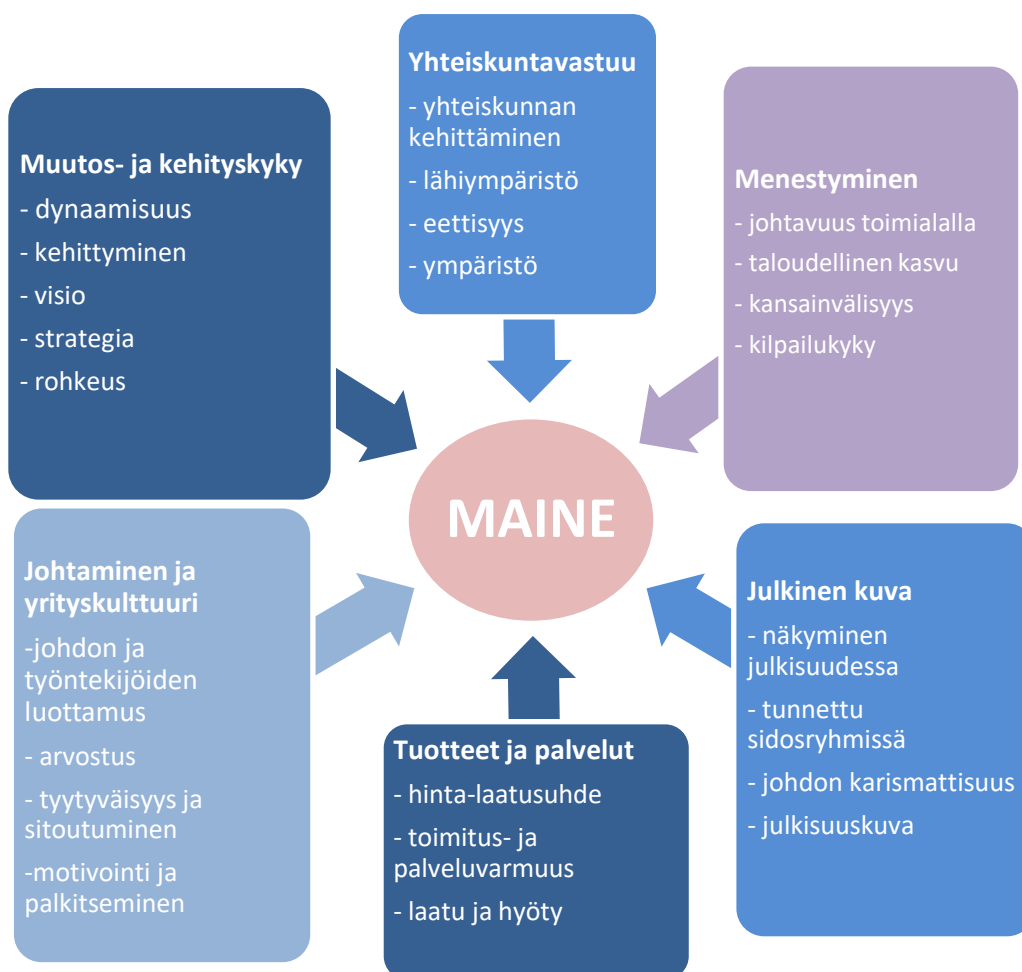 Yhteiskuntavastuu
- yhteiskunnan
kehittäminen
- lähiympäristö
- eettisyys
- ympäristö
Muutos- ja kehityskyky
- dynaamisuus
- kehittyminen
- visio
- strategia
- rohkeus
Menestyminen
- johtavuus toimialalla
- taloudellinen kasvu
- kansainvälisyys
- kilpailukyky
MAINE
Johtaminen ja
yrityskulttuuri
-johdon ja
työntekijöiden
luottamus
- arvostus
- tyytyväisyys ja
sitoutuminen
-motivointi ja
palkitseminen
Julkinen kuva
- näkyminen
julkisuudessa
- tunnettu
sidosryhmissä
- johdon karismattisuus
- julkisuuskuva
Tuotteet ja palvelut
- hinta-laatusuhde
- toimitus- ja
palveluvarmuus
- laatu ja hyöty